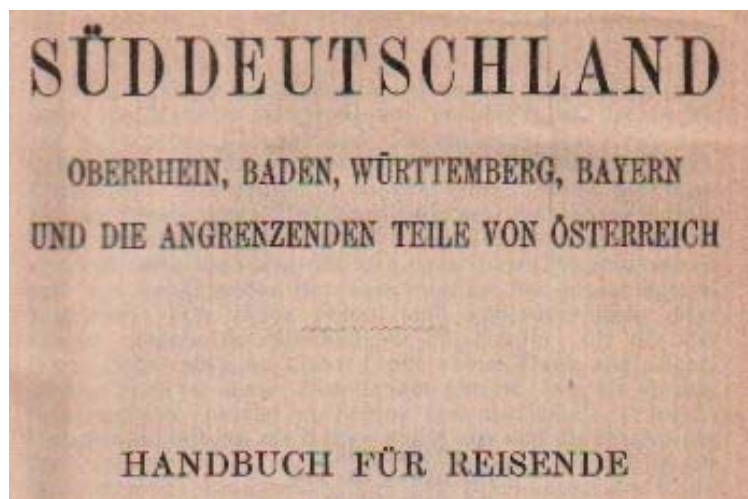 SÜDDEUTSCHLAND
OBERRHEIN, BADEN, WÜRTTEMBERG, BAYERN
UND DIE ANGRENZENDEN TEILE VON ÖSTERREICH
HANDBUCH FÜR REISENDE